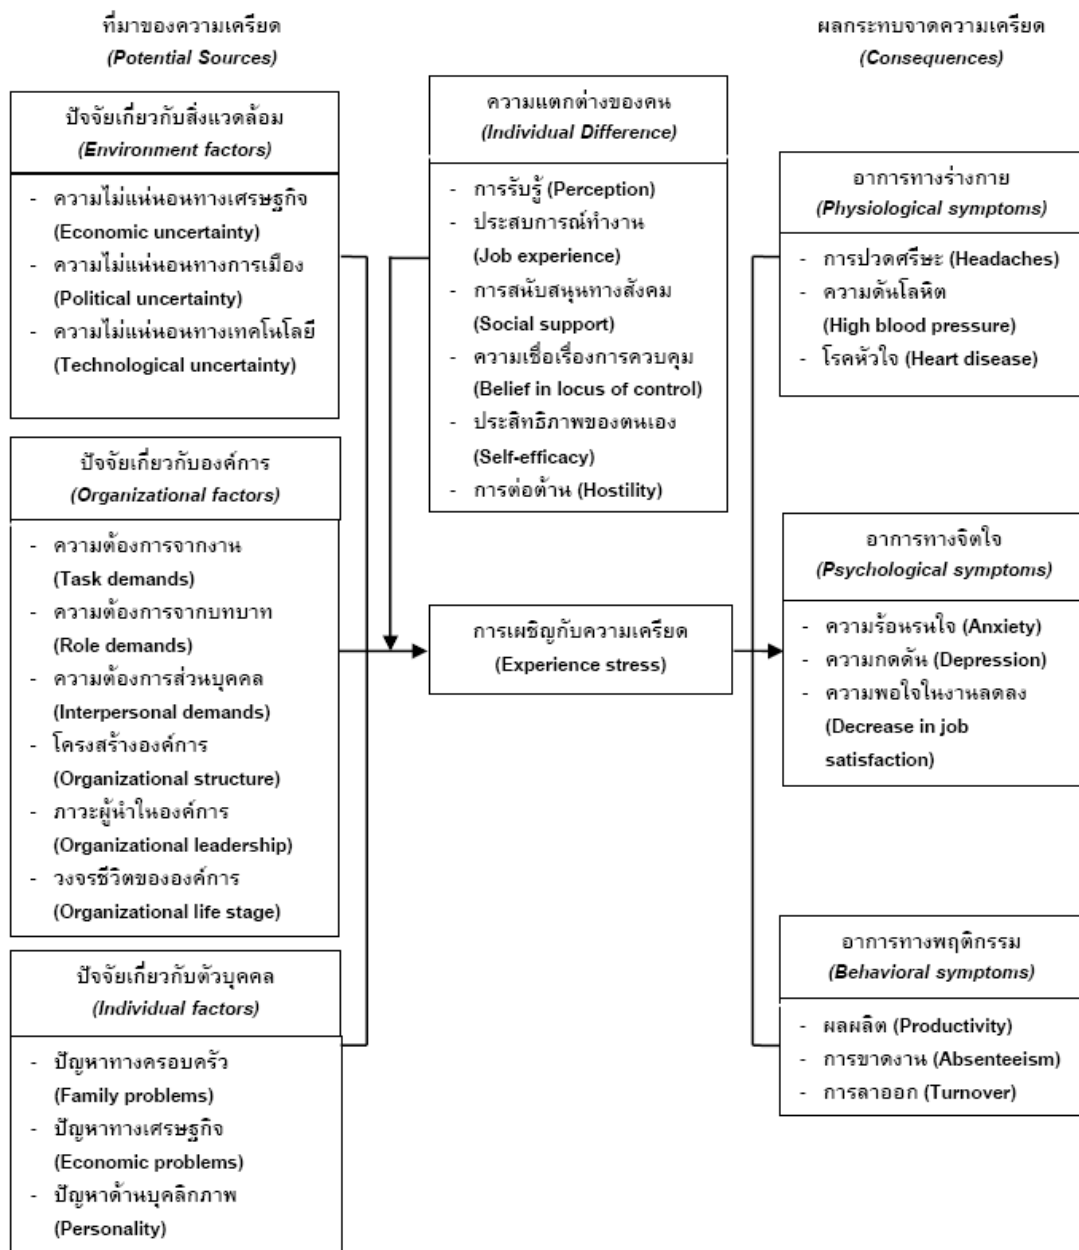 ที่มาของความเครียด
(Potential Sources)
ปัจจัยเกี่ยวกับสิ่งแวดล้อม
(Environment factors)
- ความไม่แน่นอนทางเศรษฐกิจ
(Economic uncertainty)
- ความไม่แน่นอนทางการเมือง
(Political uncertainty)
- ความไม่แน่นอนทางเทคโนโลยี
(Technological uncertainty)
ปัจจัยเกี่ยวกับองค์การ
(Organizational factors)
- ความต้องการจากงาน
(Task demands)
- ความต้องการจากบทบาท
(Role demands)
- ความต้องการส่วนบุคคล
(Interpersonal demands)
- โครงสร้างองค์การ
(Organizational structure)
- ภาวะผู้นำในองค์การ
(Organizational leadership)
- วงจรชีวิตขององค์การ
(Organizational life stage)
ปัจจัยเกี่ยวกับตัวบุคคล
(Individual factors)
- ปัญหาทางครอบครัว
(Family problems)
- ปัญหาทางเศรษฐกิจ
(Economic problems)
- ปัญหาด้านบุคลิกภาพ
(Personality)
ความแตกต่างของคน
(Individual Difference)
- การรับรู้ (Perception)
- ประสบการณ์ทำงาน
(Job experience)
- การสนับสนุนทางสังคม
(Social support)
- ความเชื่อเรื่องการควบคุม
(Belief in locus of control)
- ประสิทธิภาพของตนเอง
(Self-efficacy)
- การต่อต้าน (Hostility)
การเผชิญกับความเครียด
(Experience stress)
ผลกระทบจาดความเครียด
(Consequences)
อาการทางร่างกาย
(Physiological symptoms)
- การปวดศรีษะ (Headaches)
- ความดันโลหิต
(High blood pressure)
- โรคหัวใจ (Heart disease)
อาการทางจิตใจ
(Psychological symptoms)
- ความร้อนรนใจ (Anxiety)
- ความกดดัน (Depression)
- ความพอใจในงานลดลง
(Decrease in job
satisfaction)
อาการทางพฤติกรรม
(Behavioral symptoms)
- ผลผลิต (Productivity)
- การขาดงาน (Absenteeism)
- การลาออก (Turnover)